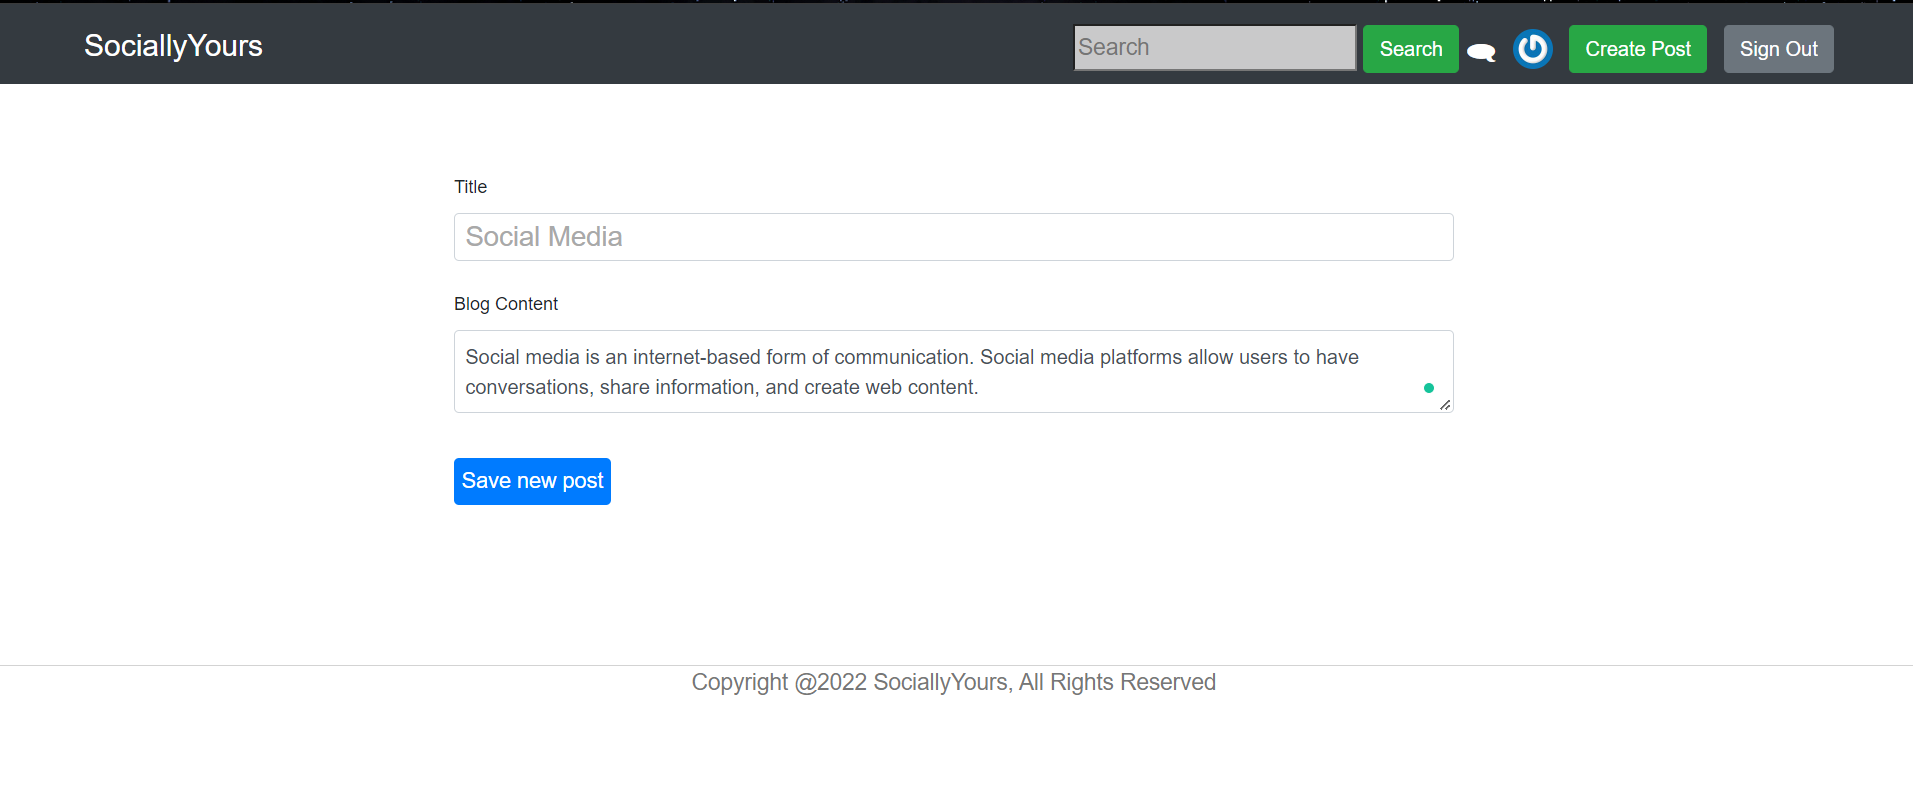 SociallyYours
Search
Search
Create Post
Sign Out
Title
Social Media
Blog Content
Social media is an internet-based form of communication. Social media platforms allow users to have
conversations, share information, and create web content.
Save new post
Copyright @2022 SociallyYours, All Rights Reserved